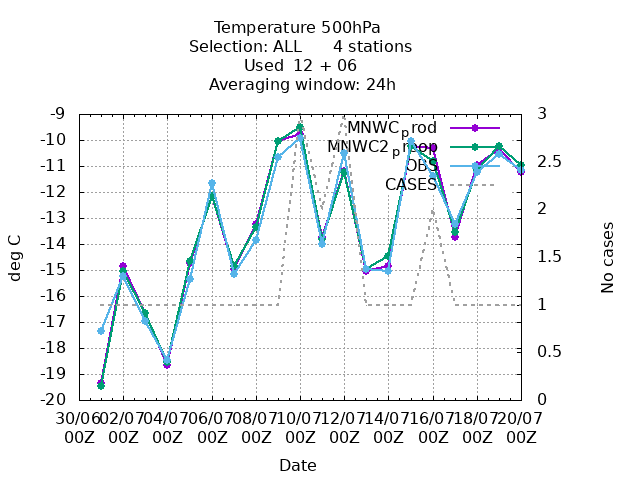 Temperature 500hPa
Selection: ALL 4 stations
Used 12 + 06
Averaging window: 24h
MNWC_prod
MNWC2_prod
OBS
CASES
-9
-10
-11
-12
-13
-14
-15
-16
-17
-18
-19
-20
deg C
3
2.5
2
1.5
1
0.5
0
No cases
30/06 02/07 04/07 06/07 08/07 10/07 12/07 14/07 16/07 18/07 20/07
00Z 00Z 00Z 00Z 00Z 00Z 00Z 00Z 00Z 00Z 00Z
Date